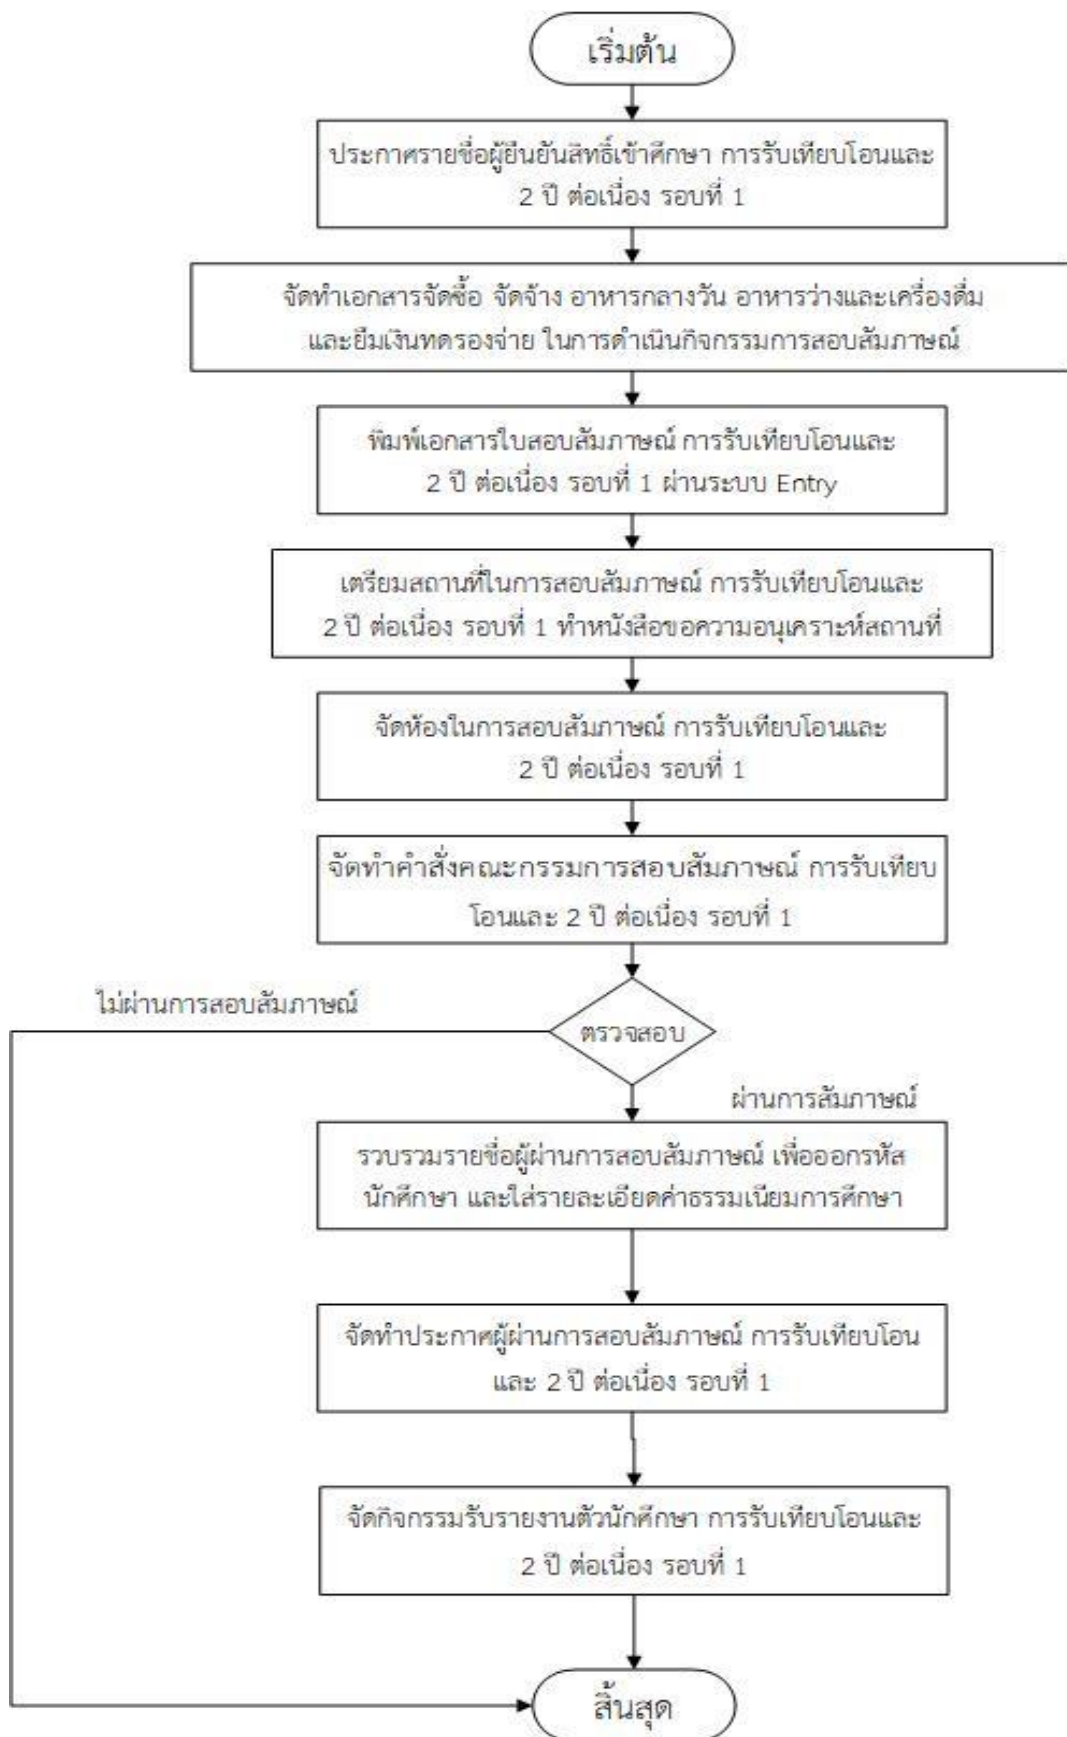 เริ่มต้น
ประกาศรายชื่อผู้ยืนยันสิทธิ์เข้าศึกษา การรับเทียบโอนและ
2 ปี ต่อเนื่อง รอบที่ 1
จัดทำเอกสารจัดซื้อ จัดจ้าง อาหารกลางวัน อาหารว่างและเครื่องดื่ม
และยืมเงินทดรองจ่าย ในการดำเนินกิจกรรมการสอบสัมภาษณ์
พิมพ์เอกสารใบสอบสัมภาษณ์ การรับเทียบโอนและ
2 ปี ต่อเนื่อง รอบที่ 1 ผ่านระบบ Entry
เตรียมสถานที่ในการสอบสัมภาษณ์ การรับเทียบโอนและ
2 ปี ต่อเนื่อง รอบที่ 1 ทำหนังสือขอความอนุเคราะห์สถานที่
จัดห้องในการสอบสัมภาษณ์ การรับเทียบโอนและ
2 ปี ต่อเนื่อง รอบที่ 1
จัดทำคำสั่งคณะกรรมการสอบสัมภาษณ์ การรับเทียบ
โอนและ 2 ปี ต่อเนื่อง รอบที่ 1
ไม่ผ่านการสอบสัมภาษณ์
ตรวจสอบ
ผ่านการสัมภาษณ์
รวบรวมรายชื่อผู้ผ่านการสอบสัมภาษณ์ เพื่อออกรหัส
นักศึกษา และใส่รายละเอียดค่าธรรมเนียมการศึกษา
จัดทำประกาศผู้ผ่านการสอบสัมภาษณ์ การรับเทียบโอน
และ 2 ปี ต่อเนื่อง รอบที่ 1
จัดกิจกรรมรับรายงานตัวนักศึกษา การรับเทียบโอนและ
2 ปี ต่อเนื่อง รอบที่ 1
สิ้นสุด